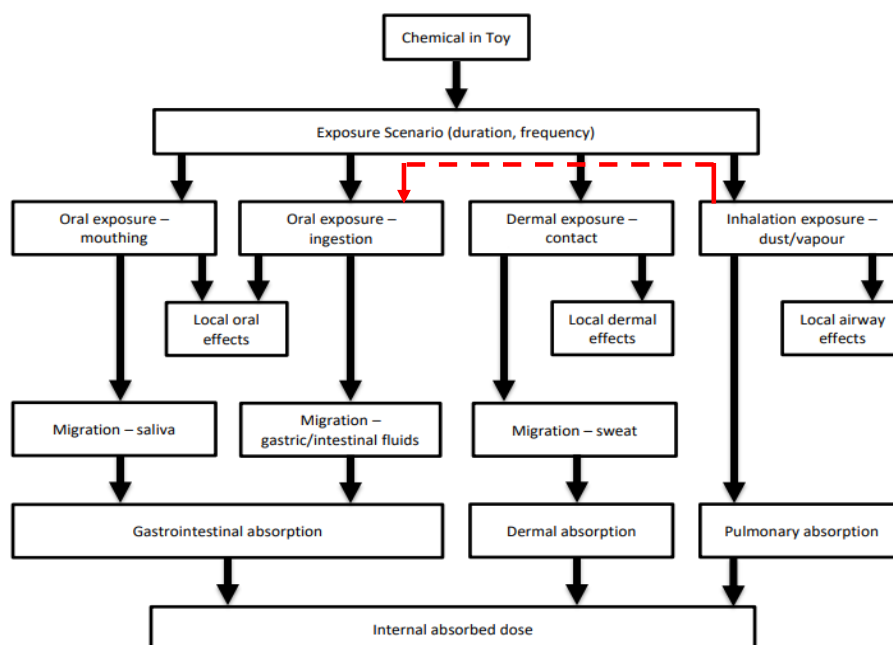 Chemical in Toy
Exposure Scenario (duration, frequency)
Oral exposure –
mouthing
Oral exposure –
ingestion
Dermal exposure –
contact
Inhalation exposure –
dust/vapour
Local oral
effects
Local dermal
effects
Local airway
effects
Migration – saliva
Migration –
gastric/intestinal fluids
Migration – sweat
Gastrointestinal absorption
Dermal absorption
Pulmonary absorption
Internal absorbed dose